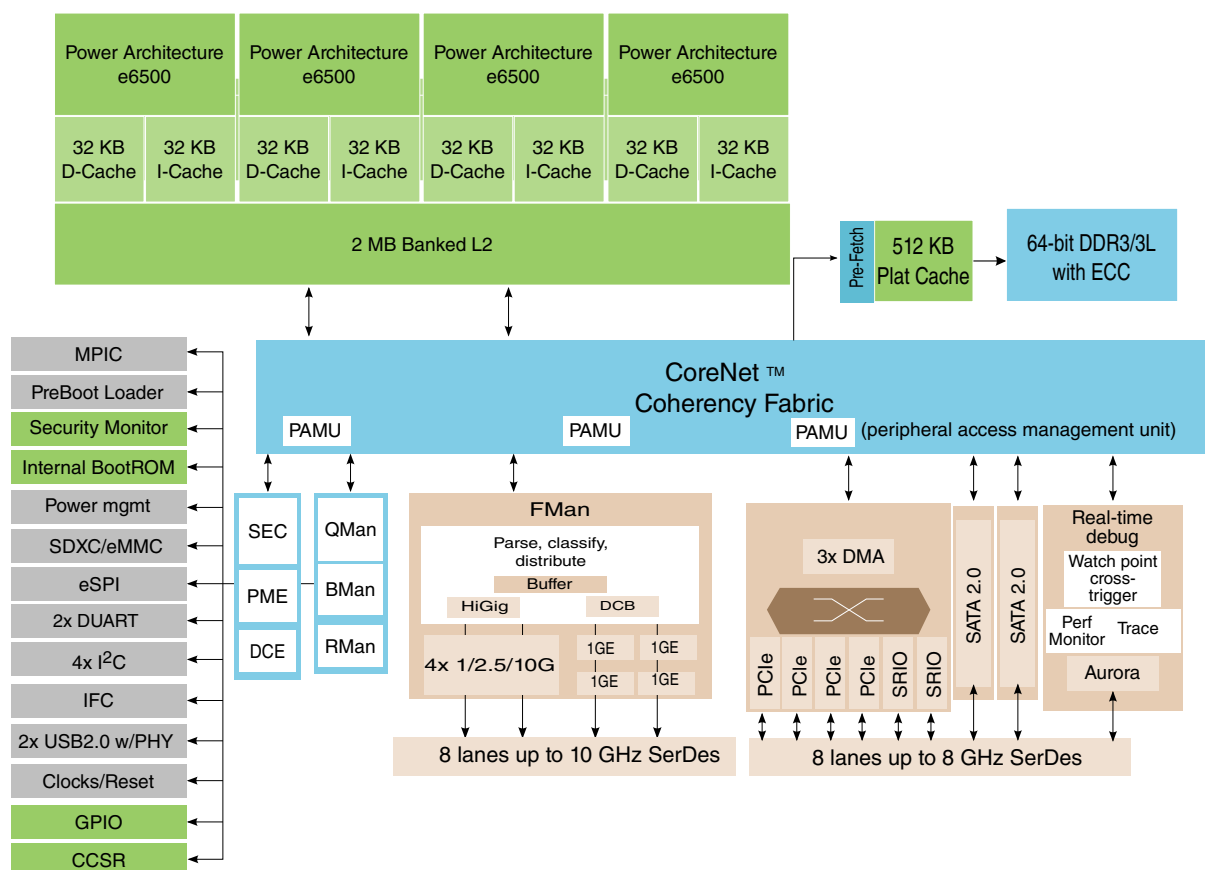 Power Architecture
e6500
Power Architecture
e6500
Power Architecture
e6500
Power Architecture
e6500
32 KB
D-Cache
32 KB
I-Cache
32 KB
D-Cache
32 KB
I-Cache
32 KB
D-Cache
32 KB
I-Cache
32 KB
D-Cache
32 KB
I-Cache
2 MB Banked L2
Pre-Fetch
512 KB
Plat Cache
64-bit DDR3/3L
with ECC
MPIC
PreBoot Loader
Security Monitor
Internal BootROM
Power mgmt
SDXC/eMMC
eSPI
2x DUART
4x I²C
IFC
2x USB2.0 w/PHY
Clocks/Reset
GPIO
CCSR
CoreNet ™
Coherency Fabric
PAMU
PAMU
PAMU
(peripheral access management unit)
SEC
PME
DCE
QMan
BMan
RMan
FMan
Parse, classify,
distribute
Buffer
HiGig
DCB
4x 1/2.5/10G
1GE
1GE
1GE
1GE
8 lanes up to 10 GHz SerDes
3x DMA
PCIe
PCIe
PCIe
PCIe
SRIO
SRIO
SATA 2.0
SATA 2.0
Real-time
debug
Watch point
cross-
trigger
Perf
Monitor
Trace
Aurora
8 lanes up to 8 GHz SerDes